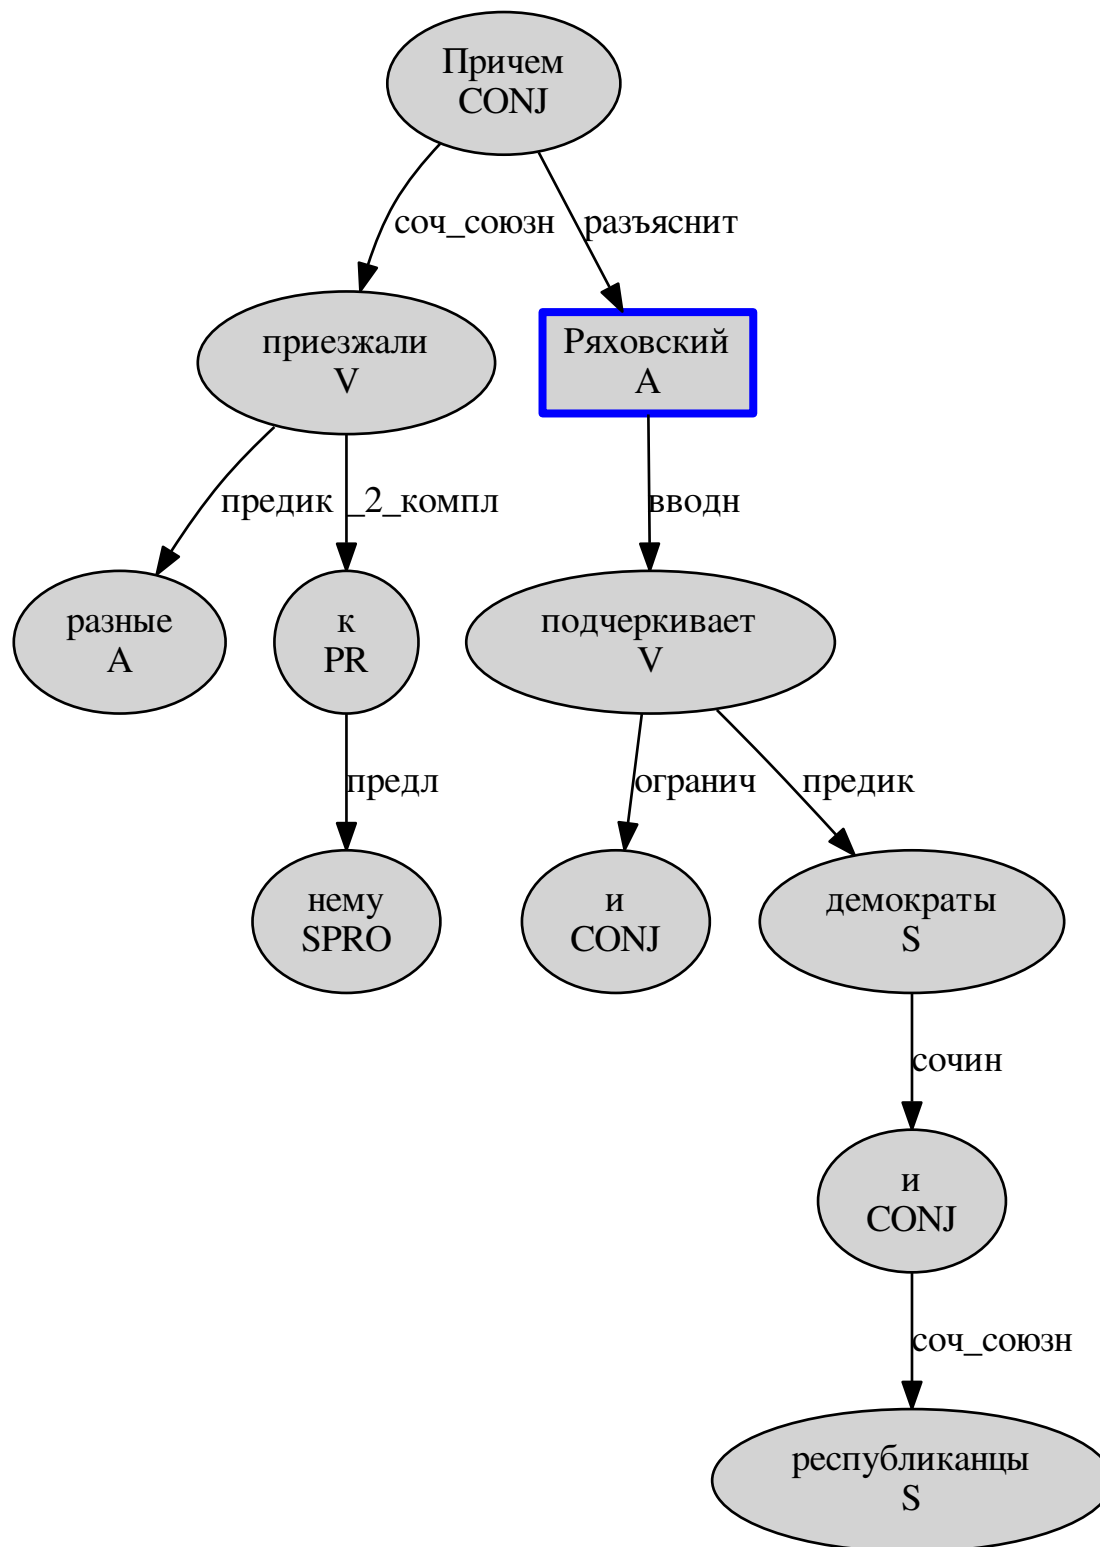 Причем
CONJ
соч_союзн
разъяснит
приезжали
V
Ряховский
A
предик
_2_компл
вводн
разные
A
к
PR
подчеркивает
V
предл
огранич
предик
нему
SPRO
и
CONJ
демократы
S
сочин
и
CONJ
соч_союзн
республиканцы
S